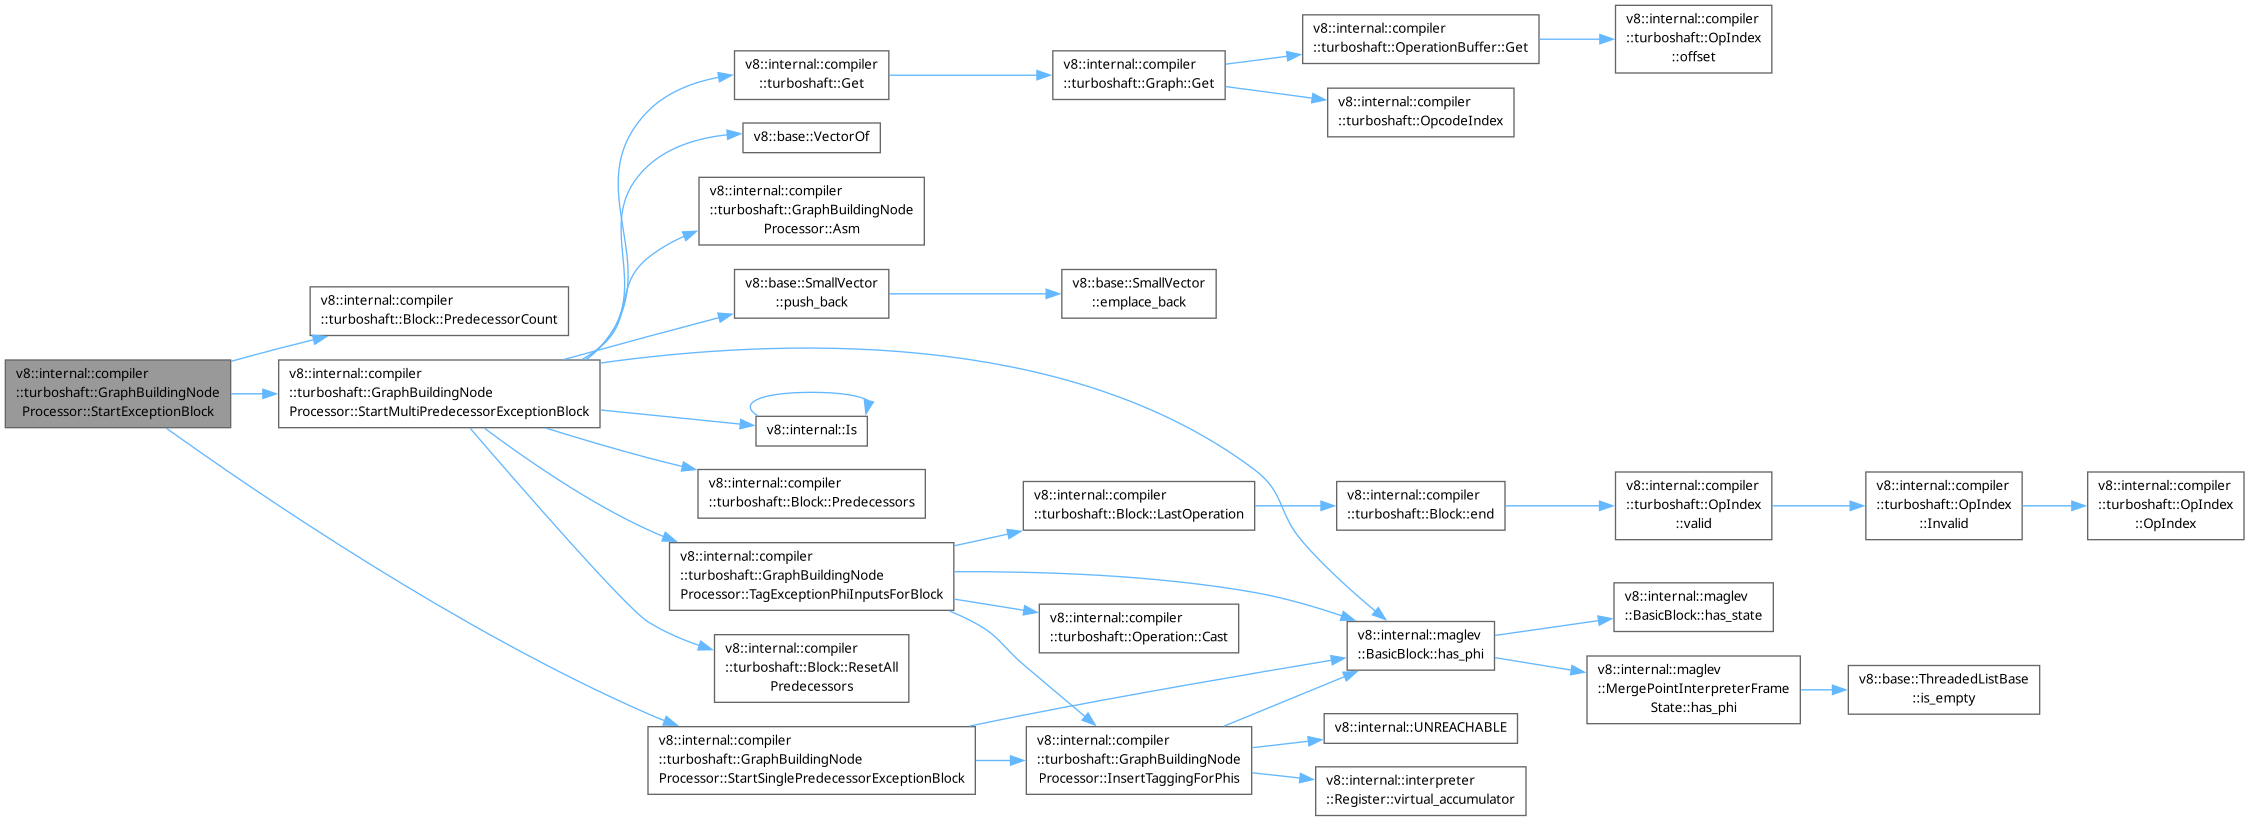 v8::internal::compiler
::turboshaft::GraphBuildingNode
Processor::StartExceptionBlock
v8::internal::compiler
::turboshaft::Block::PredecessorCount
v8::internal::compiler
::turboshaft::GraphBuildingNode
Processor::StartMultiPredecessorExceptionBlock
v8::internal::compiler
::turboshaft::Get
v8::base::VectorOf
v8::internal::compiler
::turboshaft::GraphBuildingNode
Processor::Asm
v8::base::SmallVector
::push_back
v8::internal::Is
v8::internal::compiler
::turboshaft::Block::Predecessors
v8::internal::compiler
::turboshaft::GraphBuildingNode
Processor::TagExceptionPhiInputsForBlock
v8::internal::compiler
::turboshaft::Block::ResetAll
Predecessors
v8::internal::compiler
::turboshaft::GraphBuildingNode
Processor::StartSinglePredecessorExceptionBlock
v8::internal::compiler
::turboshaft::Graph::Get
v8::base::SmallVector
::emplace_back
v8::internal::compiler
::turboshaft::Block::LastOperation
v8::internal::compiler
::turboshaft::Operation::Cast
v8::internal::compiler
::turboshaft::GraphBuildingNode
Processor::InsertTaggingForPhis
v8::internal::compiler
::turboshaft::OperationBuffer::Get
v8::internal::compiler
::turboshaft::OpcodeIndex
v8::internal::compiler
::turboshaft::Block::end
v8::internal::maglev
::BasicBlock::has_phi
v8::internal::UNREACHABLE
v8::internal::interpreter
::Register::virtual_accumulator
v8::internal::compiler
::turboshaft::OpIndex
::offset
v8::internal::compiler
::turboshaft::OpIndex
::valid
v8::internal::maglev
::BasicBlock::has_state
v8::internal::maglev
::MergePointInterpreterFrame
State::has_phi
v8::internal::compiler
::turboshaft::OpIndex
::Invalid
v8::base::ThreadedListBase
::is_empty
v8::internal::compiler
::turboshaft::OpIndex
::OpIndex